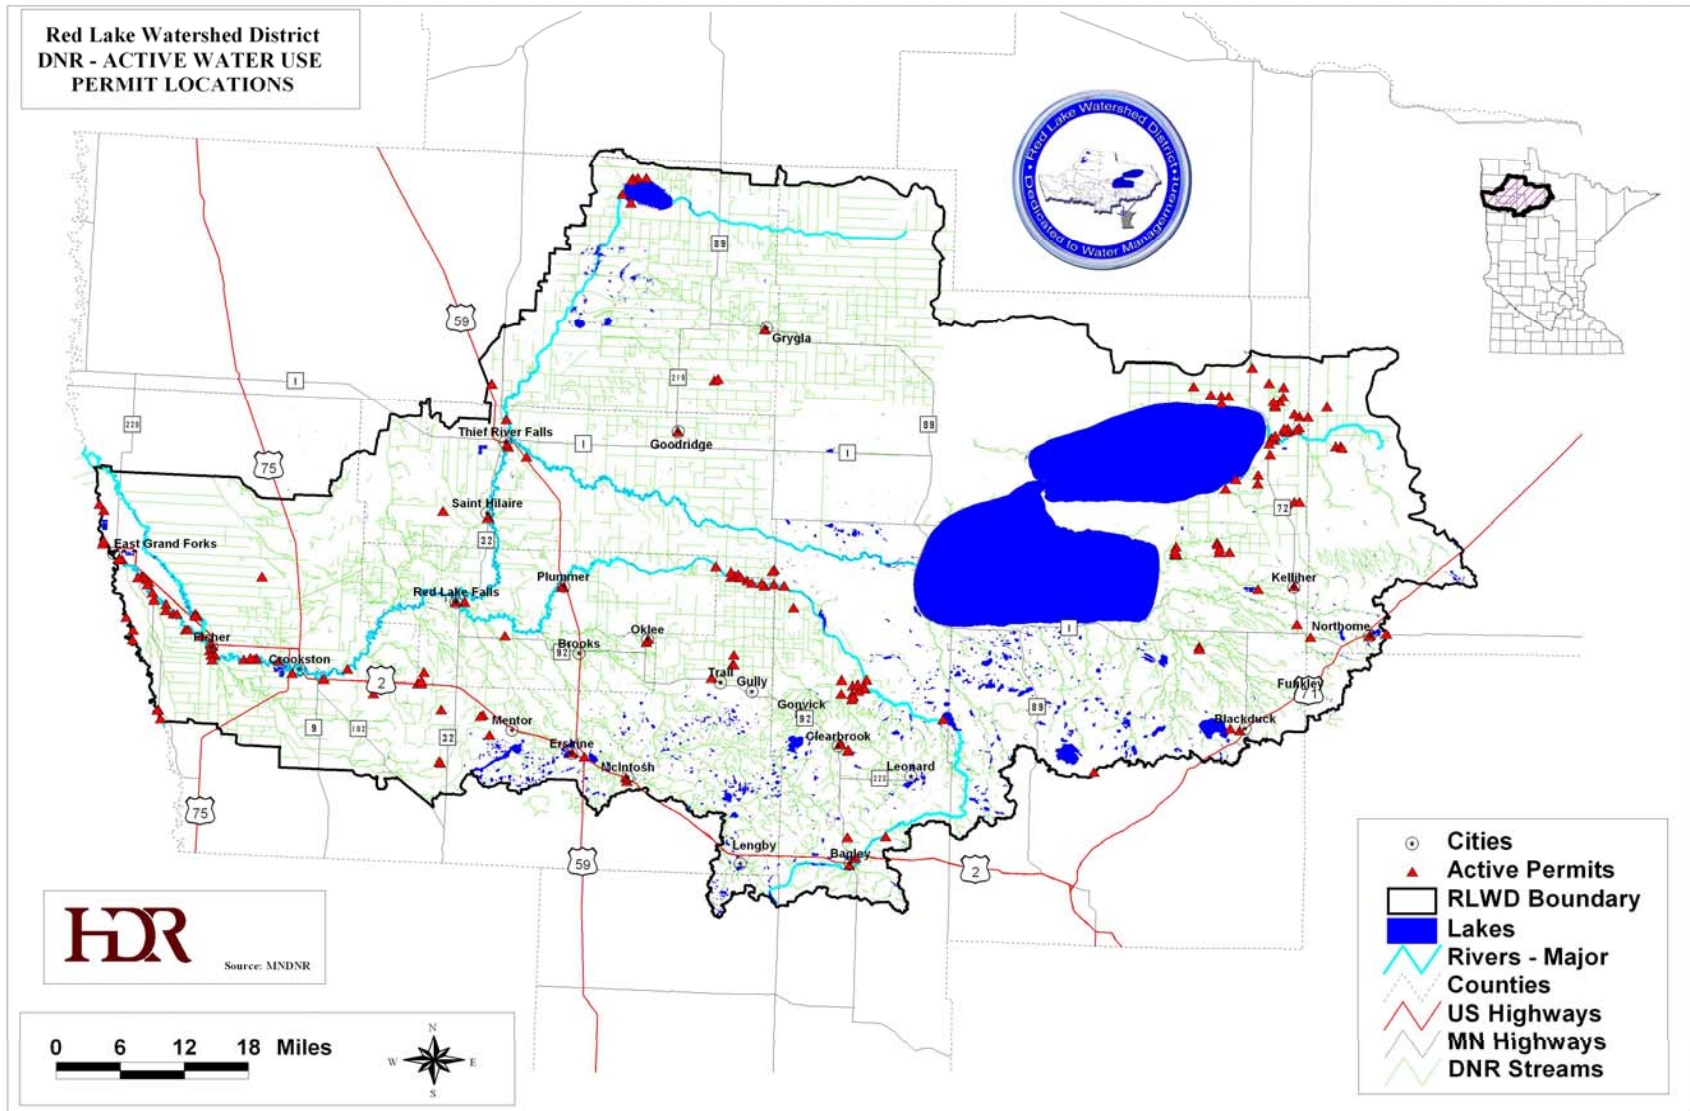 Red Lake Watershed District
DNR - ACTIVE WATER USE
PERMIT LOCATIONS
Red Lake Watershed District
Dedicated to Water Management
89
59
Grygla
1
219
220
Thief River Falls
1
Goodridge
1
89
75
Saint Hilaire
72
32
East Grand Forks
Plummer
Kelliher
Red Lake Falls
Northome
1
Fisher
Oklee
Brooks
92
Crookston
Trail
Gully
2
Funkley
71
Gonvick
92
89
9
102
32
Mentor
Blackduck
Clearbrook
Erskine
McIntosh
Leonard
223
75
59
Lengby
Bagley
2
HDR
Source: MNDNR
0 6 12 18 Miles
N
W E
S
Cities
Active Permits
RLWD Boundary
Lakes
Rivers - Major
Counties
US Highways
MN Highways
DNR Streams